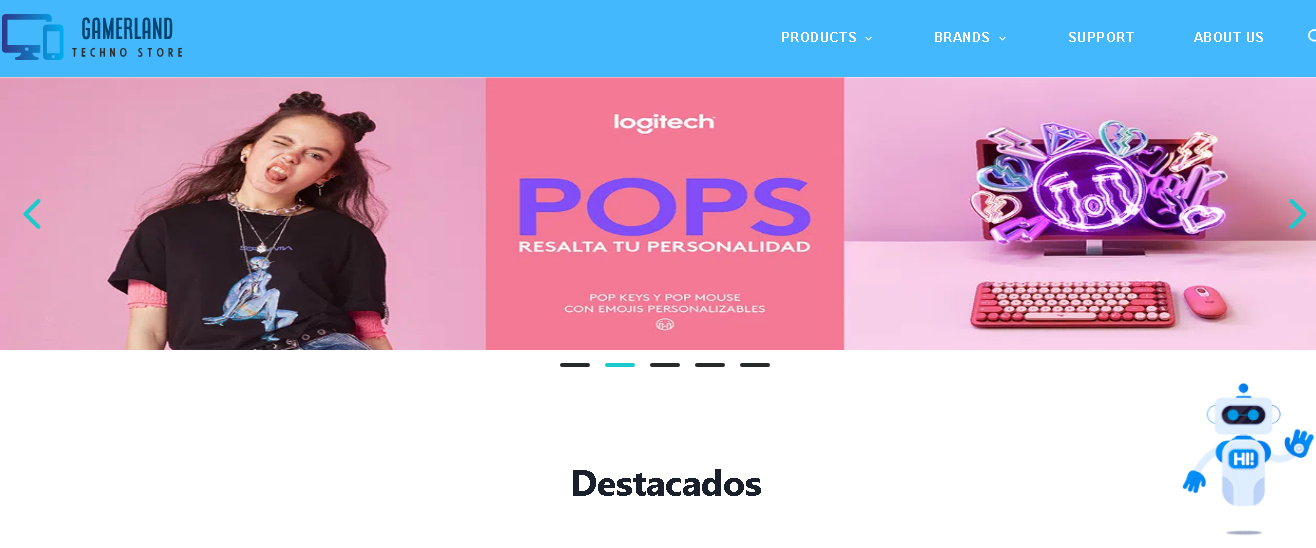 GAMERLAND
TECHNO STORE
PRODUCTS
BRANDS
SUPPORT
ABOUT US
logitech
POPS
RESALTA TU PERSONALIDAD
POP KEYS Y POP MOUSE
CON EMOJIS PERSONALIZABLES
HI!
Destacados